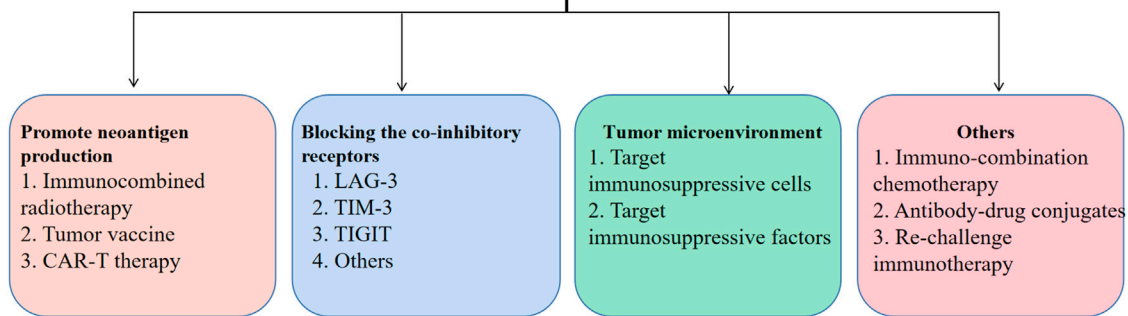 Promote neoantigen
production
1. Immunocombined
radiotherapy
2. Tumor vaccine
3. CAR-T therapy
Blocking the co-inhibitory
receptors
1. LAG-3
2. TIM-3
3. TIGIT
4. Others
Tumor microenvironment
1. Target
immunosuppressive cells
2. Target
immunosuppressive factors
Others
1. Immuno-combination
chemotherapy
2. Antibody-drug conjugates
3. Re-challenge
immunotherapy